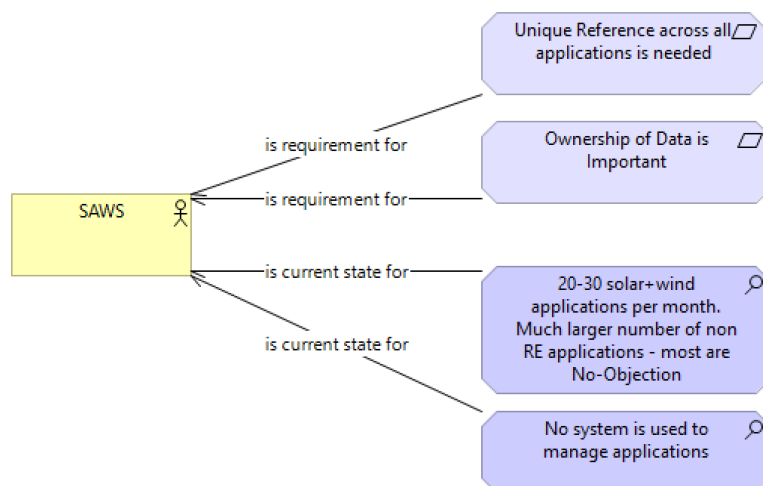 Unique Reference across all
applications is needed
is requirement for
Ownership of Data is
Important
is requirement for
SAWS
is current state for
20-30 solar+wind
applications per month.
Much larger number of non
RE applications - most are
No-Objection
is current state for
No system is used to
manage applications